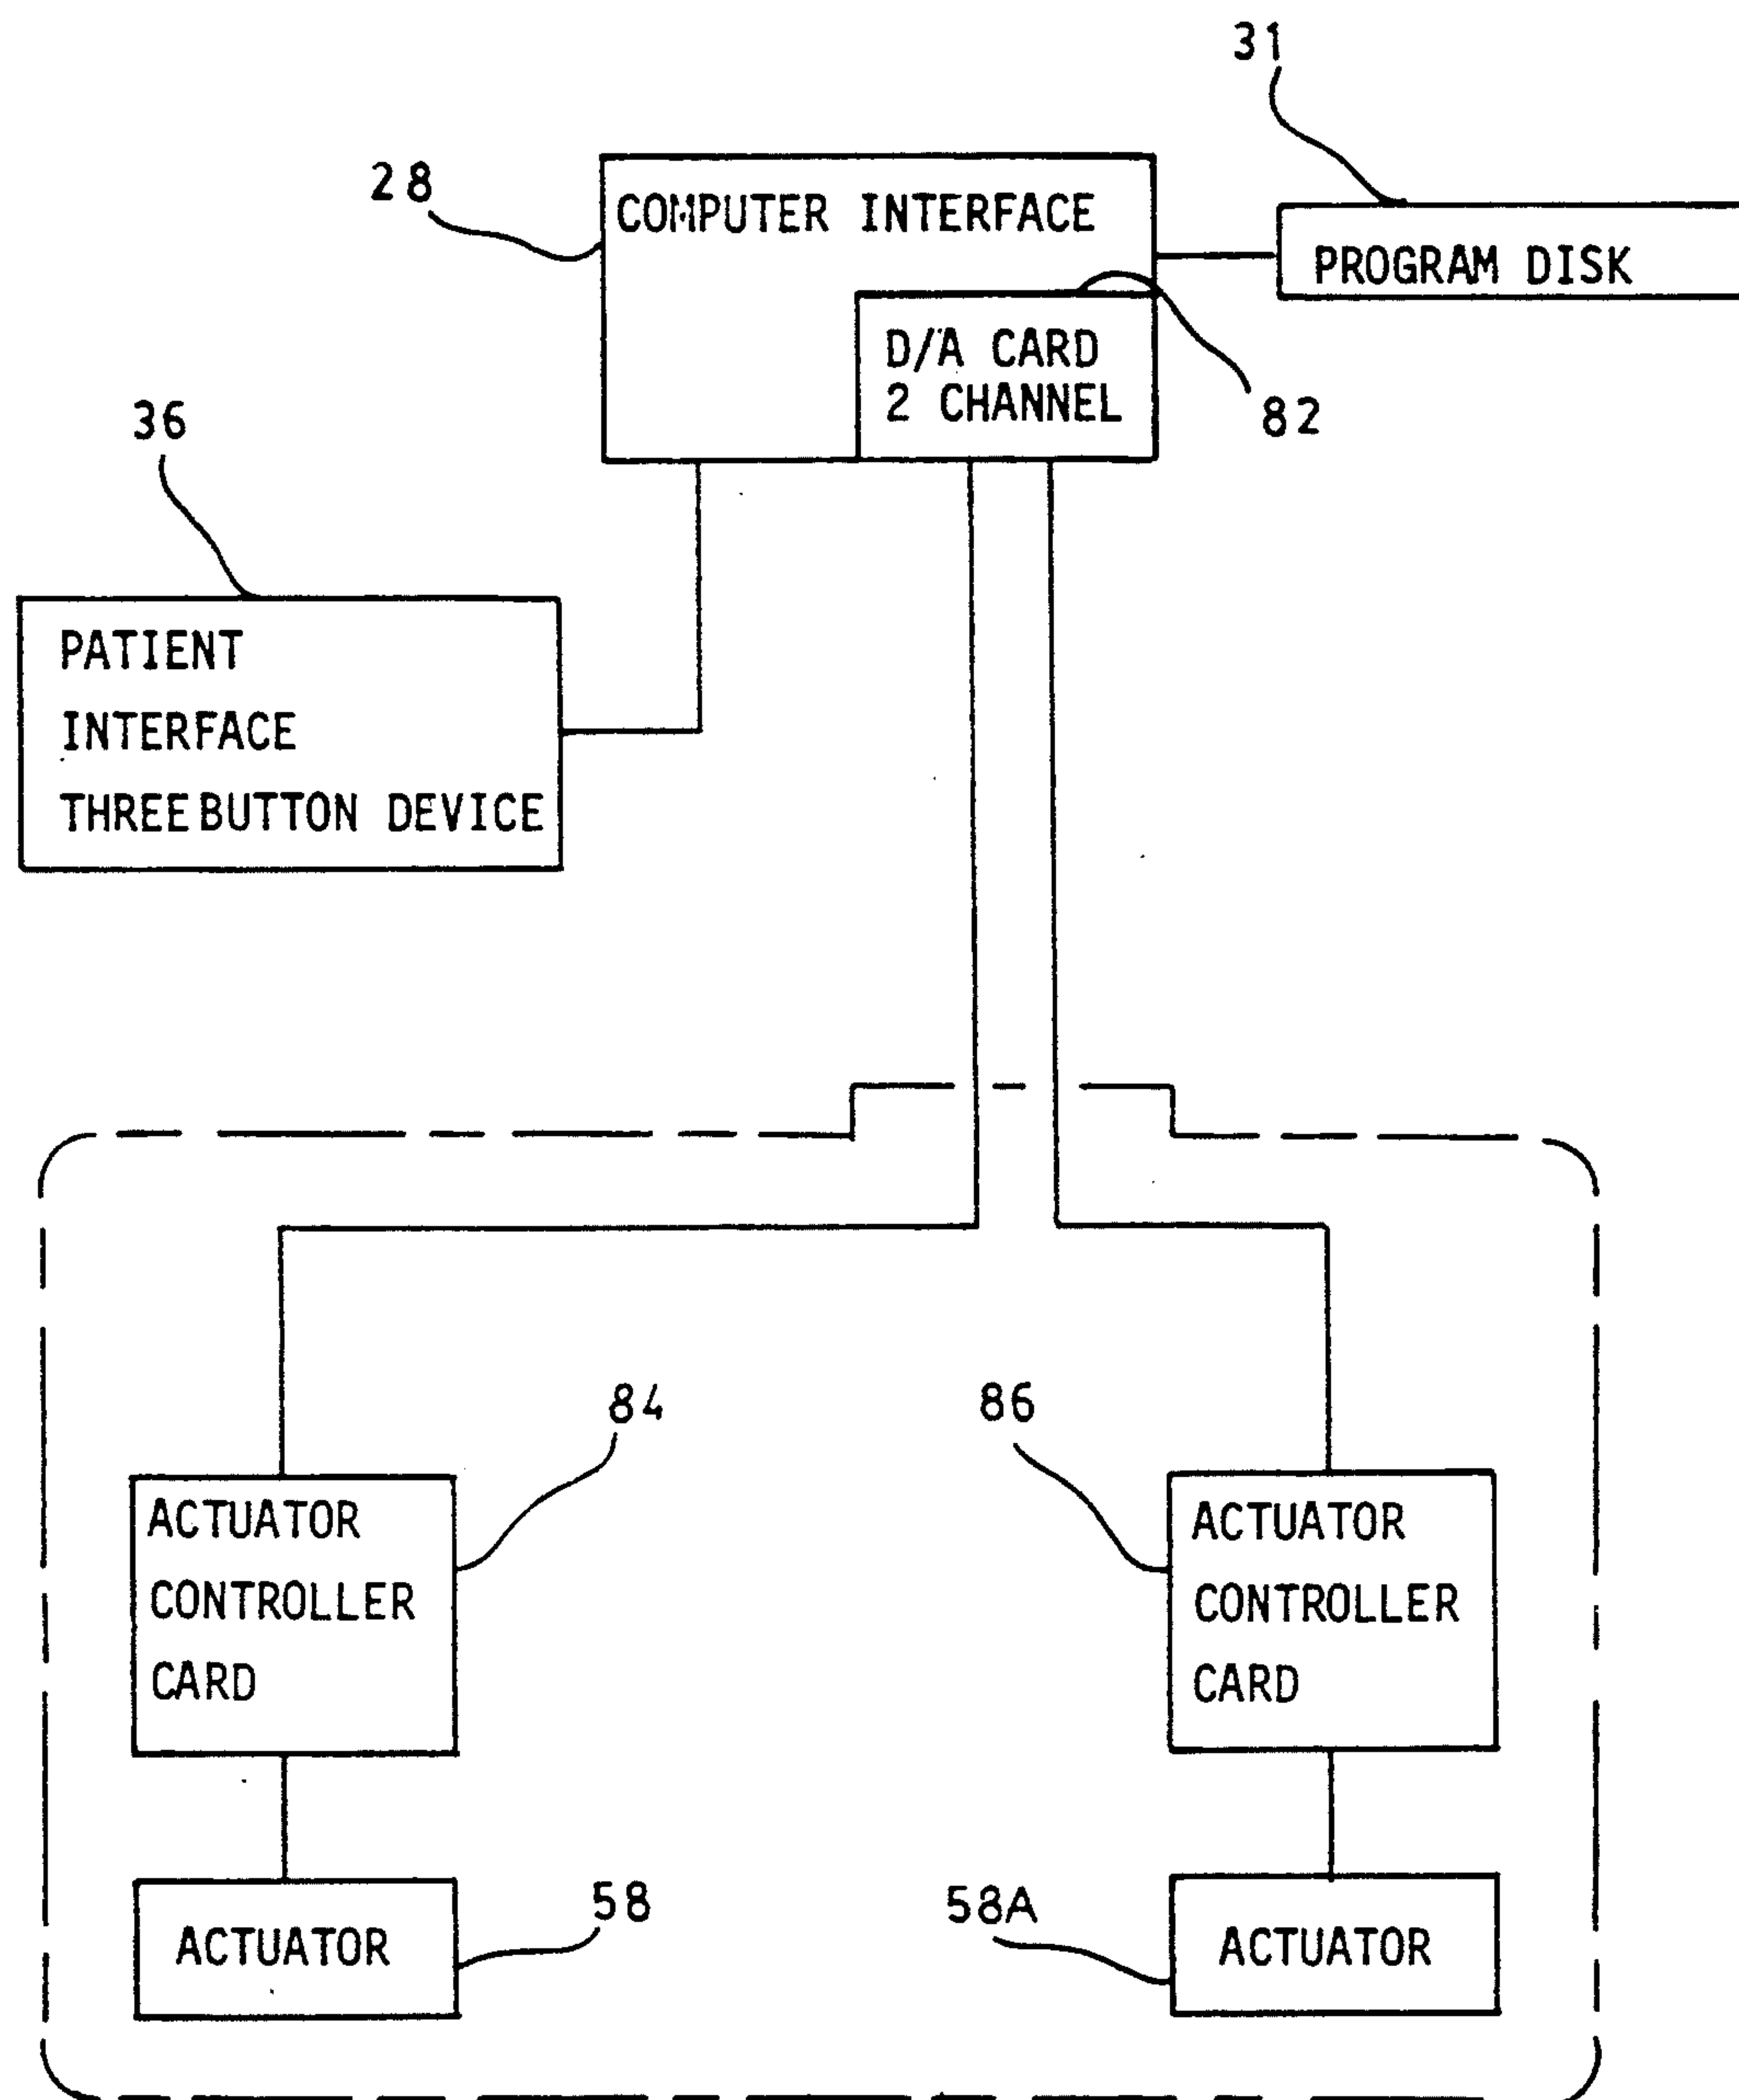 31
28
COMPUTER INTERFACE
PROGRAM DISK
D/A CARD
2 CHANNEL
82
36
PATIENT
INTERFACE
THREE BUTTON DEVICE
84
86
ACTUATOR
CONTROLLER
CARD
ACTUATOR
CONTROLLER
CARD
58
ACTUATOR
58A
ACTUATOR